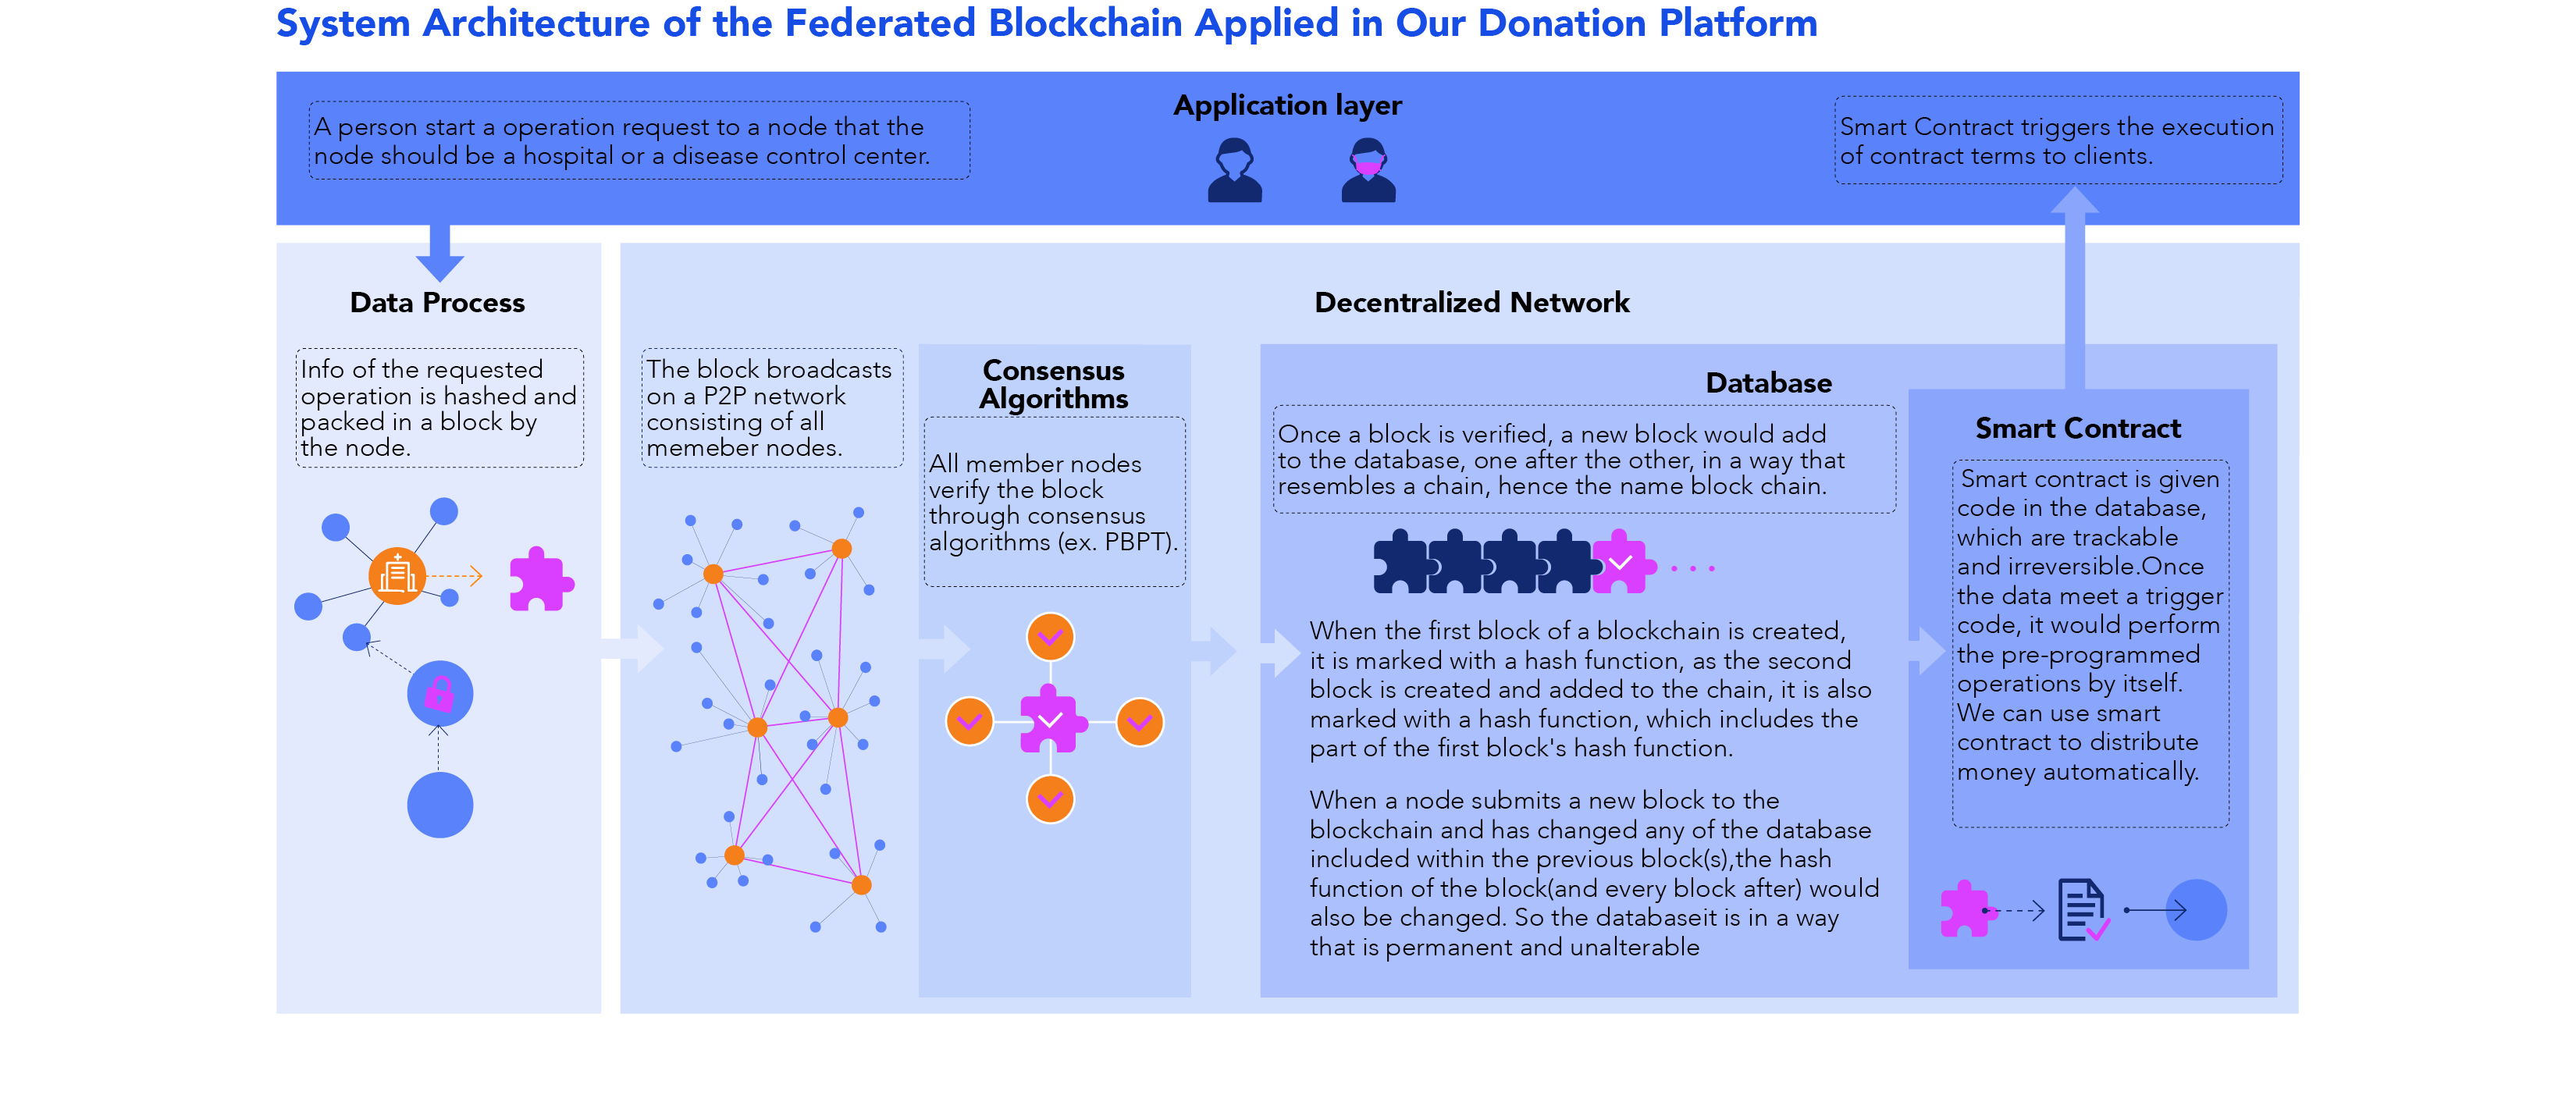 System Architecture of the Federated Blockchain Applied in Our Donation Platform
Application layer
A person start a operation request to a node that the
node should be a hospital or a disease control center.
Smart Contract triggers the execution
of contract terms to clients.
Data Process
Info of the requested
operation is hashed and
packed in a block by
the node.
Decentralized Network
The block broadcasts
on a P2P network
consisting of all
memeber nodes.
Consensus
Algorithms
All member nodes
verify the block
through consensus
algorithms (ex. PBPT).
Database
Once a block is verified, a new block would add
to the database, one after the other, in a way that
resembles a chain, hence the name block chain.
When the first block of a blockchain is created,
it is marked with a hash function, as the second
block is created and added to the chain, it is also
marked with a hash function, which includes the
part of the first block's hash function.
When a node submits a new block to the
blockchain and has changed any of the database
included within the previous block(s),the hash
function of the block(and every block after) would
also be changed. So the databaseit is in a way
that is permanent and unalterable
Smart Contract
Smart contract is given
code in the database,
which are trackable
and irreversible.Once
the data meet a trigger
code, it would perform
the pre-programmed
operations by itself.
We can use smart
contract to distribute
money automatically.